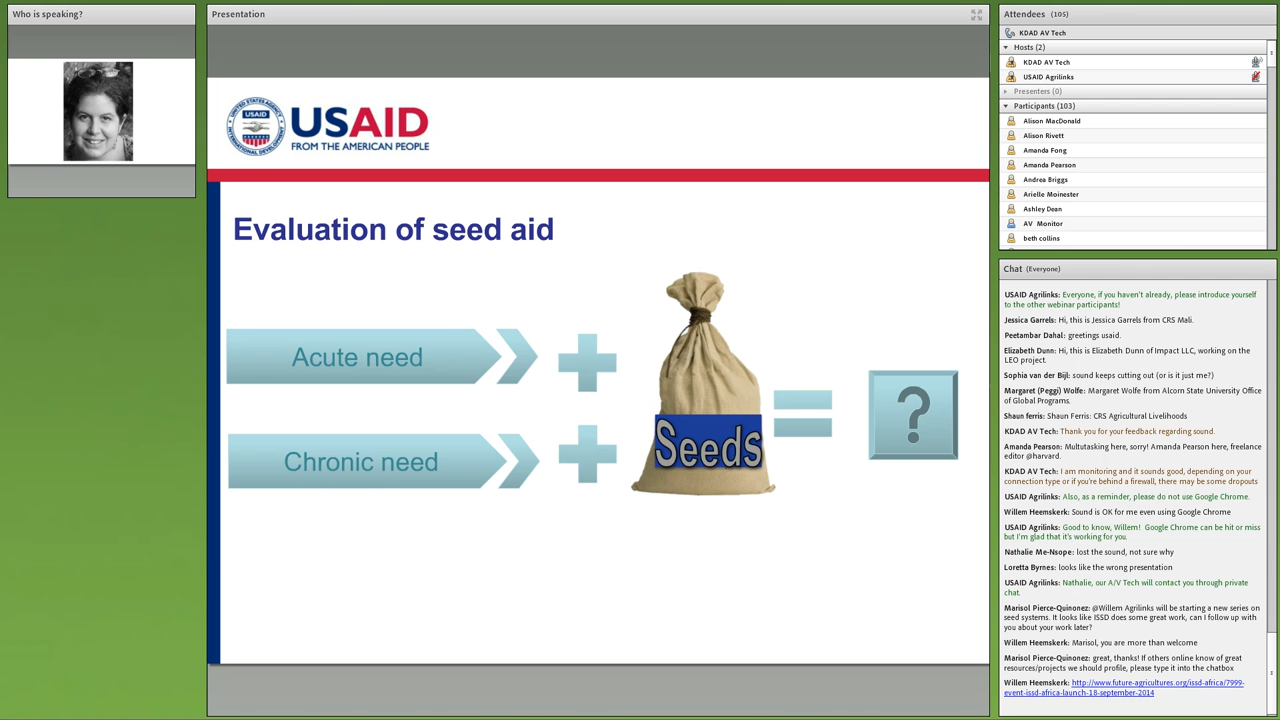 Who is speaking?
Presentation
USAID
UNITED STATES AGENCY
INTERNATIONAL DEVELOPMENT
USAID
FROM THE AMERICAN PEOPLE
Evaluation of seed aid
Acute need
Chronic need
Seeds
?
Attendees (105)
KDAD AV Tech
Hosts (2)
KDAD AV Tech
USAID Agrilinks
Presenters (0)
Participants (103)
Alison MacDonald
Alison Rivett
Amanda Fong
Amanda Pearson
Andrea Briggs
Arielle Moinester
Ashley Dean
AV Monitor
beth collins
Chat (Everyone)
USAID Agrilinks: Everyone, if you haven't already, please introduce yourself
to the other webinar participants!
Jessica Garrels: Hi, this is Jessica Garrels from CRS Mali.
Peetambar Dahal: greetings usaid.
Elizabeth Dunn: Hi, this is Elizabeth Dunn of Impact LLC, working on the
LEO project.
Sophia van der Bijl: sound keeps cutting out (or is it just me?)
Margaret (Peggi) Wolfe: Margaret Wolfe from Alcorn State University Office
of Global Programs.
Shaun ferris: Shaun Ferris: CRS Agricultural Livelihoods
KDAD AV Tech: Thank you for your feedback regarding sound.
Amanda Pearson: Multutasking here, sorry! Amanda Pearson here, freelance
editor @harvard.
KDAD AV Tech: I am monitoring and it sounds good, depending on your
connection type or if you're behind a firewall, there may be some dropouts
USAID Agrilinks: Also, as a reminder, please do not use Google Chrome.
Willem Heemskerk: Sound is OK for me even using Google Chrome
USAID Agrilinks: Good to know, Willem! Google Chrome can be hit or miss
but I'm glad that it's working for you.
Nathalie Me-Nsope: lost the sound, not sure why
Loretta Byrnes: looks like the wrong presentation
USAID Agrilinks: Nathalie, our A/V Tech will contact you through private
chat.
Marisol Pierce-Quinonez: @Willem Agrilinks will be starting a new series on
seed systems. It looks like ISSD does some great work, can I follow up with
you about your work later?
Willem Heemskerk: Marisol, you are more than welcome
Marisol Pierce-Quinonez: great, thanks! If others online know of great
resources/projects we should profile, please type it into the chatbox
Willem Heemskerk: http://www.future-agricultures.org/issd-africa/7999-
event-issd-africa-launch-18-september-2014